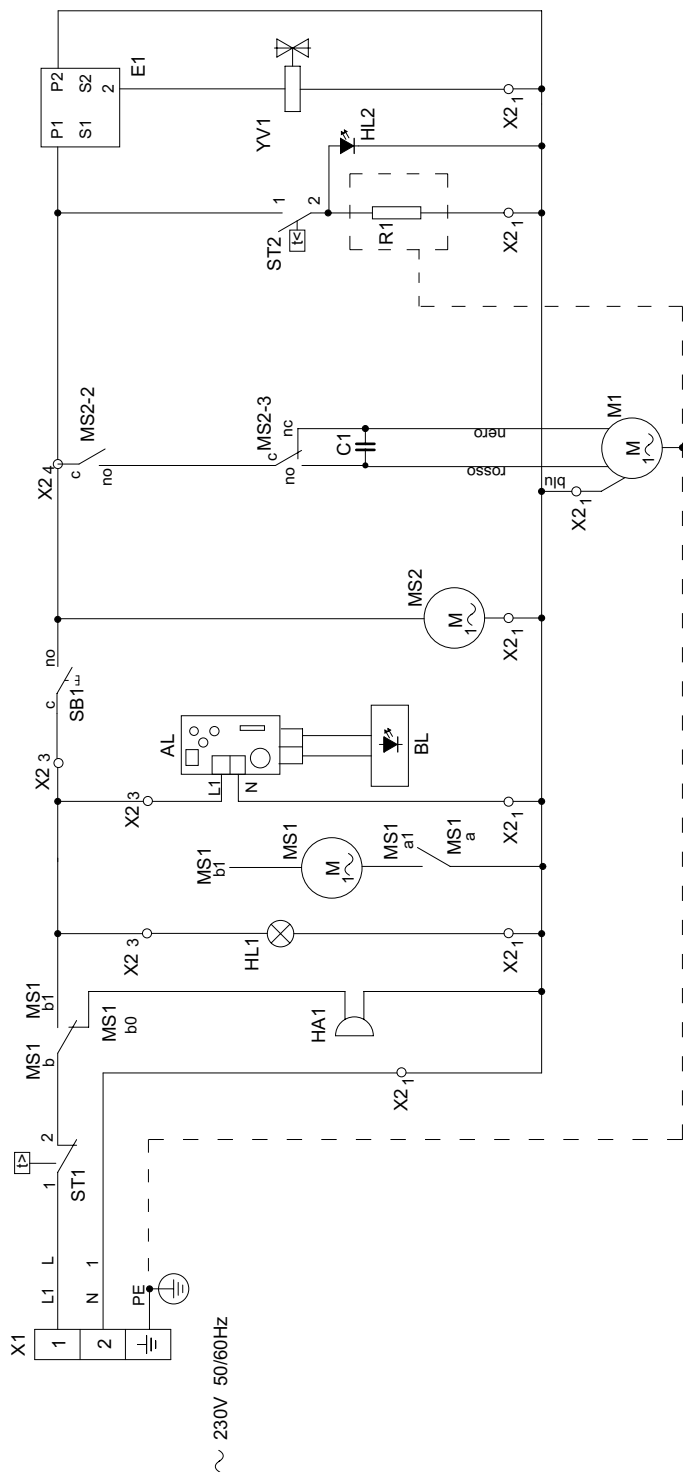 X1
1
2
L1
L
N
1
PE
~ 230V 50/60Hz
t>
1
2
ST1
MS1
b
MS1
b1
MS1
b0
HA1
X2 1
X2 3
HL1
X2 1
MS1
b1
MS1
M
1~
MS1
a1
MS1
a
X2 3
X2 3
AL
L1
N
BL
X2 1
c
no
SB1
MS2
M
1~
X2 1
X2 4
c
MS2-2
no
MS2-3
c
no
nc
C1
rosso
nero
blu
X2 1
M
1~
M1
ST2
t<
1
2
R1
HL2
X2 1
P1
P2
S1
S2
2
E1
YV1
X2 1